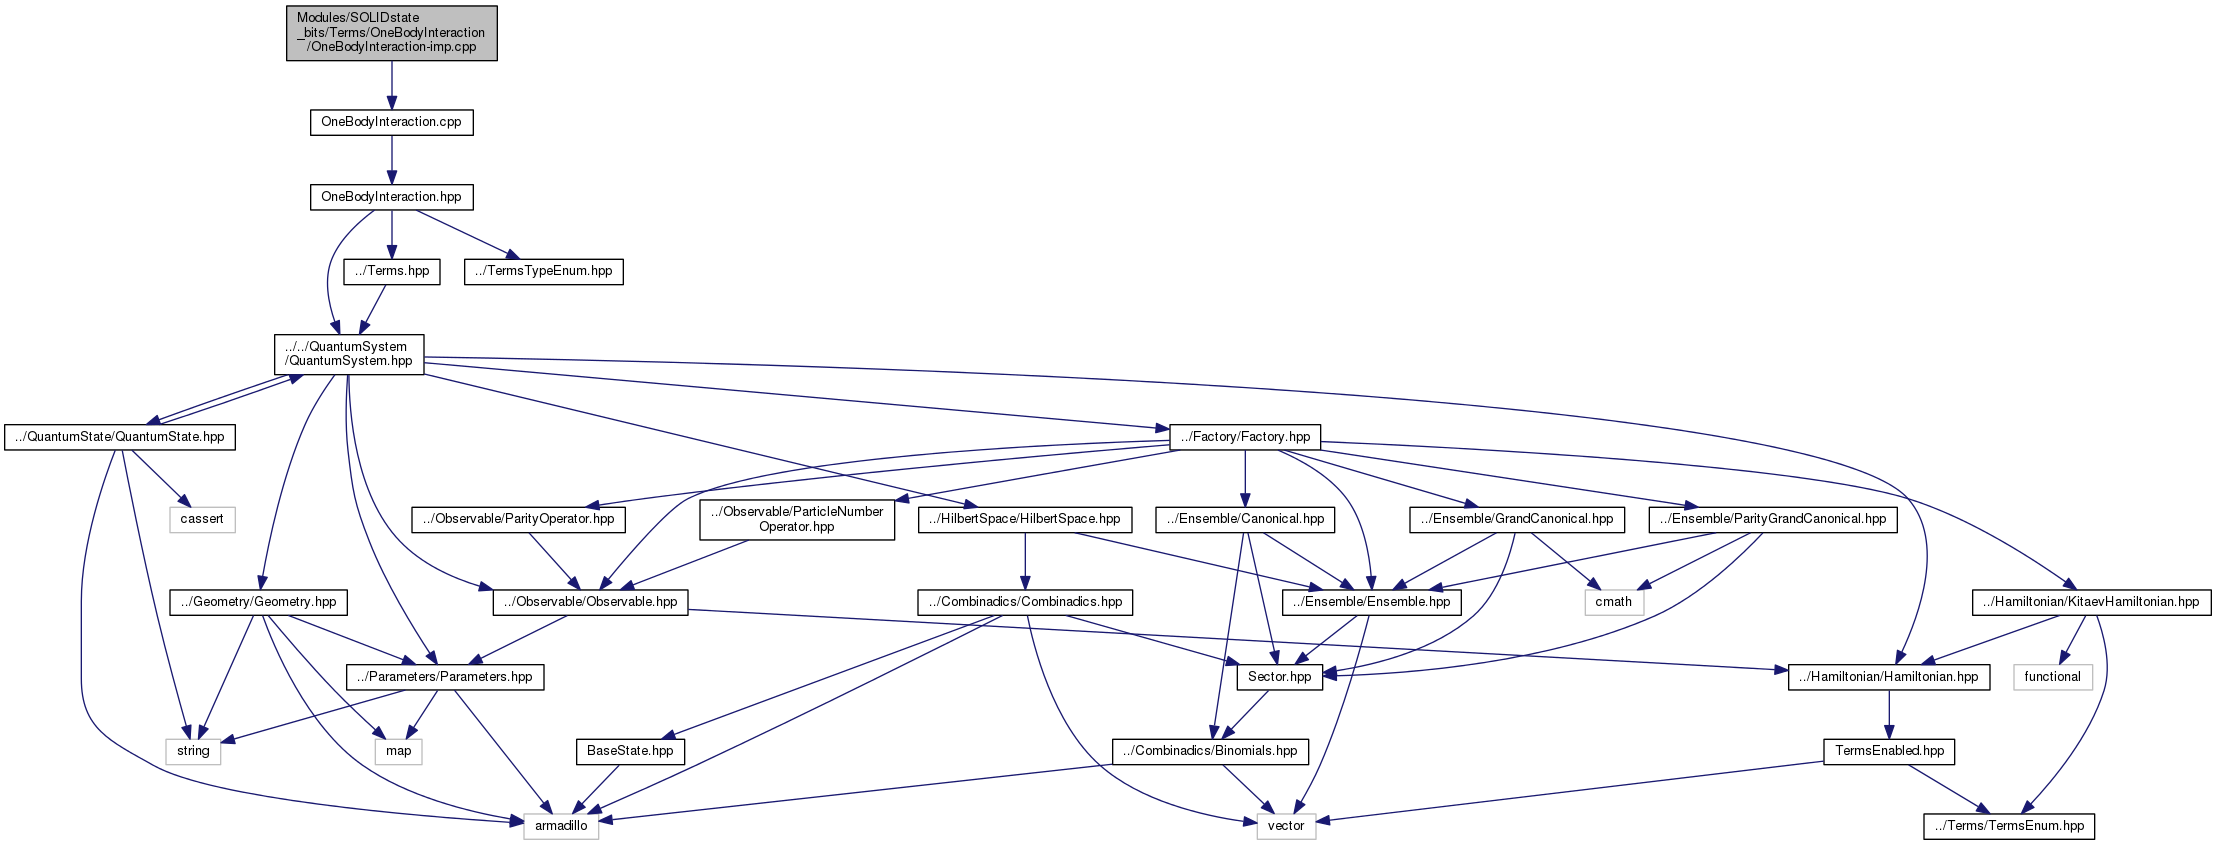 Modules/SOLIDstate
_bits/Terms/OneBodyInteraction
/OneBodyInteraction-imp.cpp
OneBodyInteraction.cpp
OneBodyInteraction.hpp
../Terms.hpp
../TermsTypeEnum.hpp
../../QuantumSystem
/QuantumSystem.hpp
../QuantumState/QuantumState.hpp
../Factory/Factory.hpp
cassert
../Observable/ParityOperator.hpp
../Observable/ParticleNumber
Operator.hpp
../HilbertSpace/HilbertSpace.hpp
../Ensemble/Canonical.hpp
../Ensemble/GrandCanonical.hpp
../Ensemble/ParityGrandCanonical.hpp
../Geometry/Geometry.hpp
../Observable/Observable.hpp
../Combinadics/Combinadics.hpp
../Ensemble/Ensemble.hpp
cmath
../Hamiltonian/KitaevHamiltonian.hpp
../Parameters/Parameters.hpp
Sector.hpp
../Hamiltonian/Hamiltonian.hpp
functional
string
map
BaseState.hpp
../Combinadics/Binomials.hpp
TermsEnabled.hpp
armadillo
vector
../Terms/TermsEnum.hpp